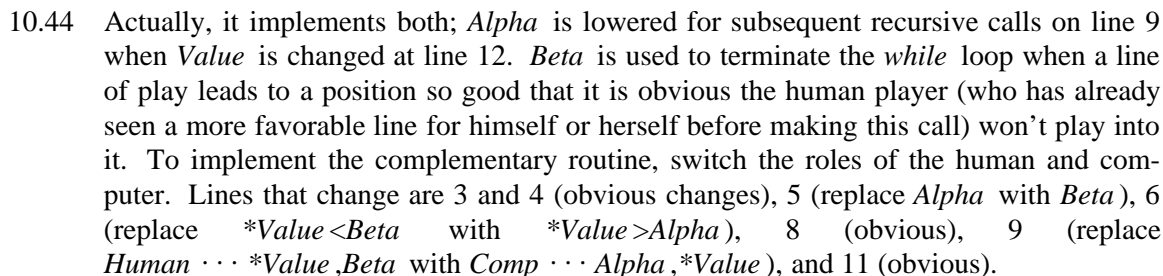 10.44 Actually, it implements both; Alpha is lowered for subsequent recursive calls on line 9
when Value is changed at line 12. Beta is used to terminate the while loop when a line
of play leads to a position so good that it is obvious the human player (who has already
seen a more favorable line for himself or herself before making this call) won't play into
it. To implement the complementary routine, switch the roles of the human and com-
puter. Lines that change are 3 and 4 (obvious changes), 5 (replace Alpha with Beta), 6
(replace *Value<Beta with *Value>Alpha), 8 (obvious), 9 (replace
Human · · · *Value,Beta with Comp · · · Alpha,*Value), and 11 (obvious).